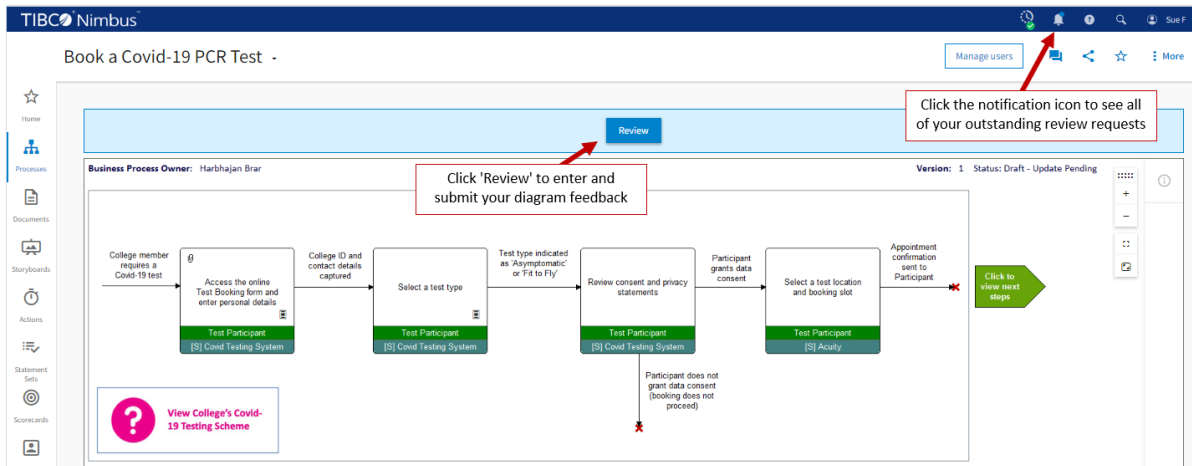 TIBCO Nimbus
Sue F
Book a Covid-19 PCR Test
Manage users
More
Click the notification icon to see all
of your outstanding review requests
Home
Review
Processes
Business Process Owner: Harbhajan Brar
Version: 1 Status: Draft - Update Pending
Click 'Review' to enter and
submit your diagram feedback
Documents
Storyboards
Actions
Statement
Sets
Scorecards
College member
requires a
Covid-19 test
Access the online
Test Booking form and
enter personal details
Test Participant
[S] Covid Testing System
College ID and
contact details
captured
Select a test type
Test Participant
[S] Covid Testing System
Test type indicated
as 'Asymptomatic'
or 'Fit to Fly'
Review consent and privacy
statements
Test Participant
[S] Covid Testing System
Participant
grants data
consent
Select a test location
and booking slot
Test Participant
[S] Acuity
Appointment
confirmation
sent to
Participant
Click to
view next
steps
Participant does not
grant data consent
(booking does not
proceed)
?
View College's Covid-
19 Testing Scheme